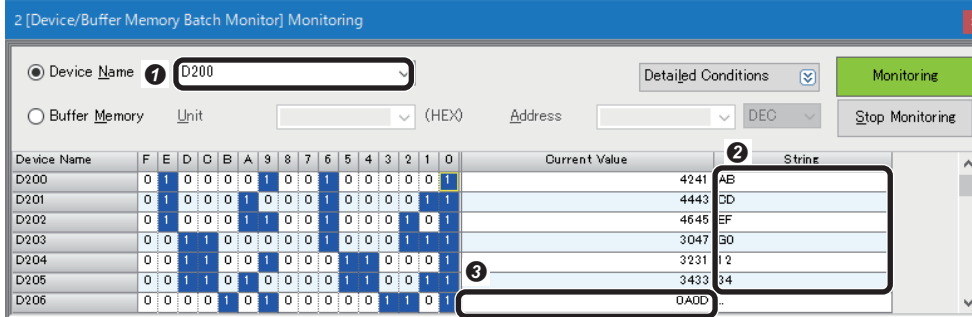 2 [Device/Buffer Memory Batch Monitor] Monitoring
Device Name ❶ D200 Detailed Conditions Monitoring
Buffer Memory Unit (HEX) Address DEC Stop Monitoring
❷
Device Name F E D C B A 9 8 7 6 5 4 3 2 1 0 Current Value String
D200 0 1 0 0 0 0 1 0 0 1 0 0 0 0 0 1 4241 AB
D201 0 1 0 0 0 1 0 0 0 1 0 0 0 0 1 1 4443 CD
D202 0 1 0 0 0 1 1 0 0 1 0 0 0 1 0 1 4645 EF
D203 0 0 1 1 0 0 0 0 0 1 0 0 0 1 1 1 3047 G0
D204 0 0 1 1 0 0 1 0 0 0 1 1 0 0 0 1 3231 12
D205 0 0 1 1 0 1 0 0 0 0 1 1 0 0 1 1 3433 34
❸
D206 0 0 0 0 1 0 1 0 0 0 0 0 1 1 0 1 0A0D ..